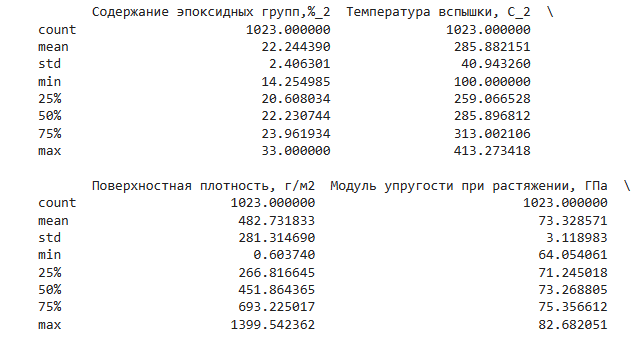 Содержание эпоксидных групп,%_2  Температура вспышки, С_2  \
count                  1023.000000               1023.000000
mean                     22.244390                285.882151
std                       2.406301                 40.943260
min                      14.254985                100.000000
25%                      20.608034                259.066528
50%                      22.230744                285.896812
75%                      23.961934                313.002106
max                      33.000000                413.273418
Поверхностная плотность, г/м2  Модуль упругости при растяжении, ГПа  \
count                    1023.000000                           1023.000000
mean                      482.731833                             73.328571
std                       281.314690                              3.118983
min                         0.603740                             64.054061
25%                       266.816645                             71.245018
50%                       451.864365                             73.268805
75%                       693.225017                             75.356612
max                      1399.542362                             82.682051